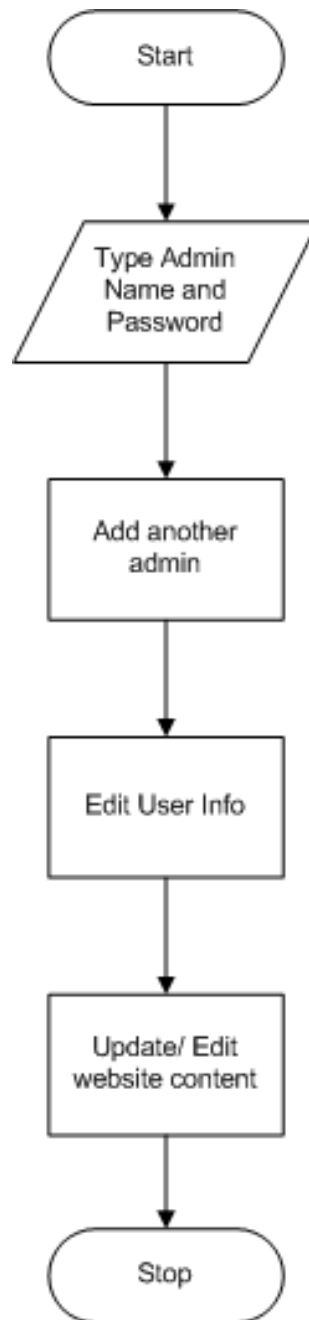 Start
Type Admin
Name and
Password
Add another
admin
Edit User Info
Update/ Edit
website content
Stop